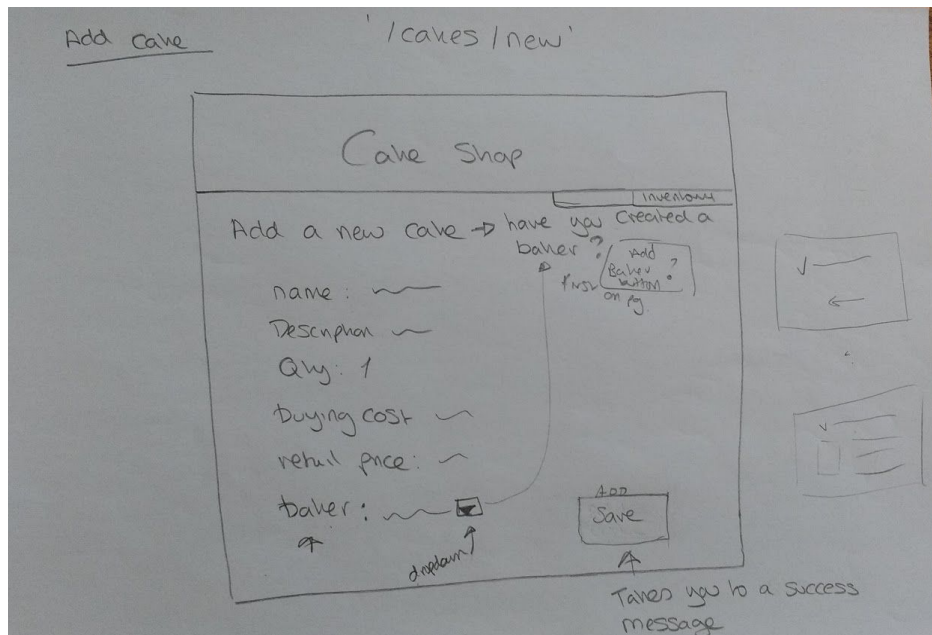 Add Cake
'/cakes/new'
Cake Shop
Inventory
Add a new cake → have you created a
baker?
Add
Baker ?
button
first
on pg.
name:
Description
Qty: 1
buying cost
retail price:
baker:
dropdown
ADD
Save
Takes you to a success
message